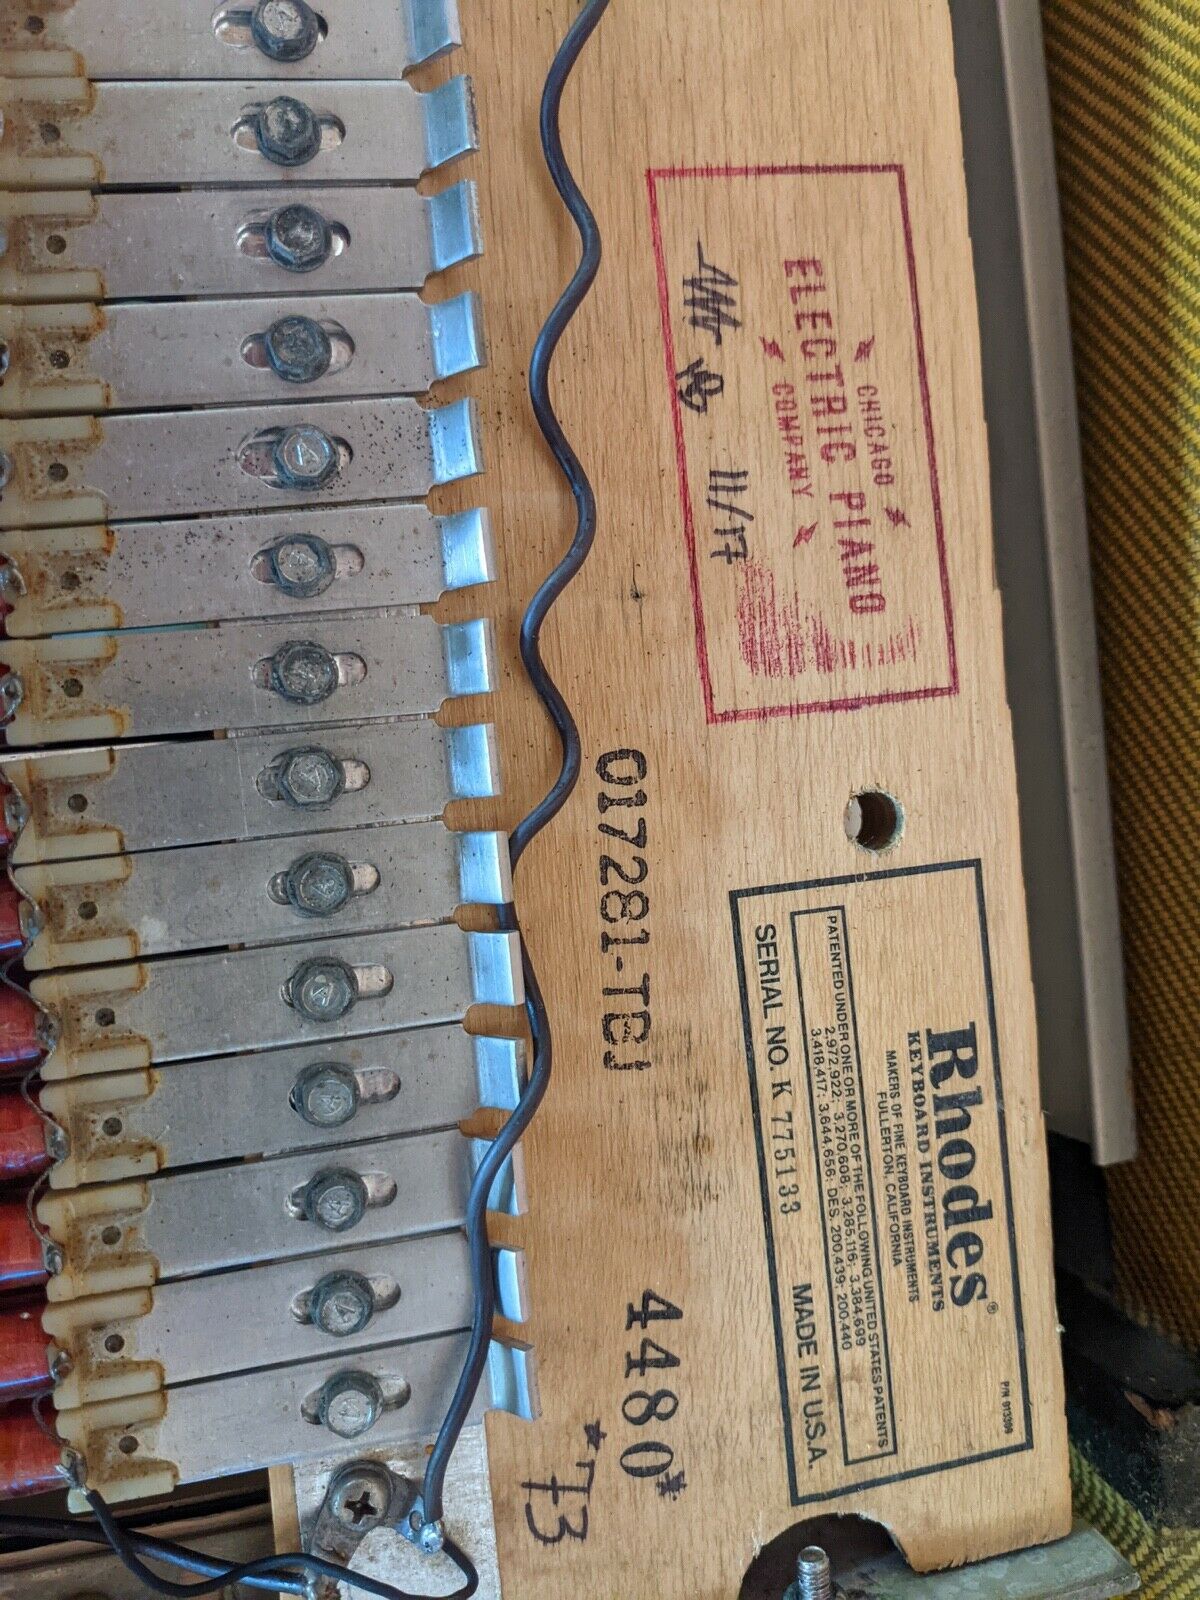 CHICAGO
ELECTRIC PIANO
COMPANY
11/17
017281-TBJ
Rhodes®
KEYBOARD INSTRUMENTS
MAKERS OF FINE KEYBOARD INSTRUMENTS
FULLERTON, CALIFORNIA
P/N 013200
PATENTED UNDER ONE OR MORE OF THE FOLLOWING UNITED STATES PATENTS
2,972,922; 3,270,608; 3,285,116; 3,384,699
3,418,417; 3,644,656; DES. 200,439; 200,440
SERIAL NO. K 775133 MADE IN U.S.A.
4480*
*73